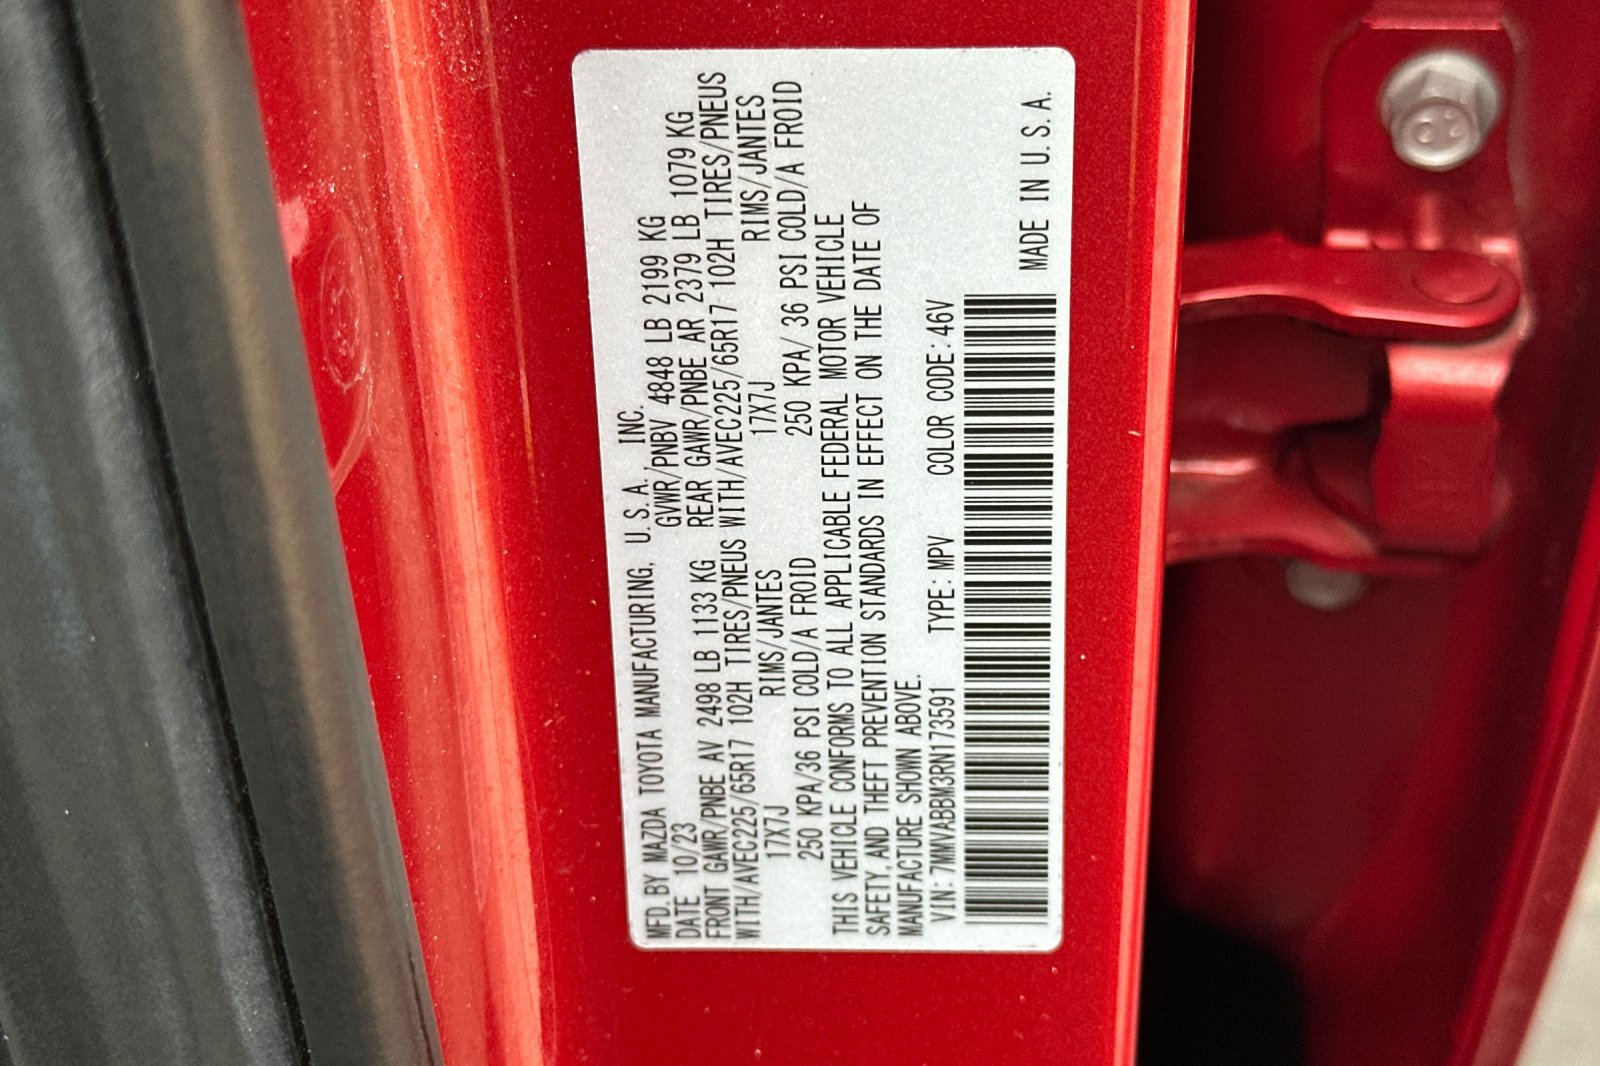 MFD. BY MAZDA TOYOTA MANUFACTURING, U.S.A., INC.
DATE 10/23 GVWR/PNBV 4848 LB 2199 KG
FRONT GAWR/PNBE AV 2498 LB 1133 KG REAR GAWR/PNBE AR 2379 LB 1079 KG
WITH/AVEC225/65R17 102H TIRES/PNEUS WITH/AVEC225/65R17 102H TIRES/PNEUS
17X7J RIMS/JANTES 17X7J RIMS/JANTES
250 KPA/36 PSI COLD/A FROID 250 KPA/ 36 PSI COLD/A FROID
THIS VEHICLE CONFORMS TO ALL APPLICABLE FEDERAL MOTOR VEHICLE
SAFETY, AND THEFT PREVENTION STANDARDS IN EFFECT ON THE DATE OF
MANUFACTURE SHOWN ABOVE.
VIN: 7MMVABBM3RN173591 TYPE: MPV COLOR CODE: 46V
MADE IN U.S.A.